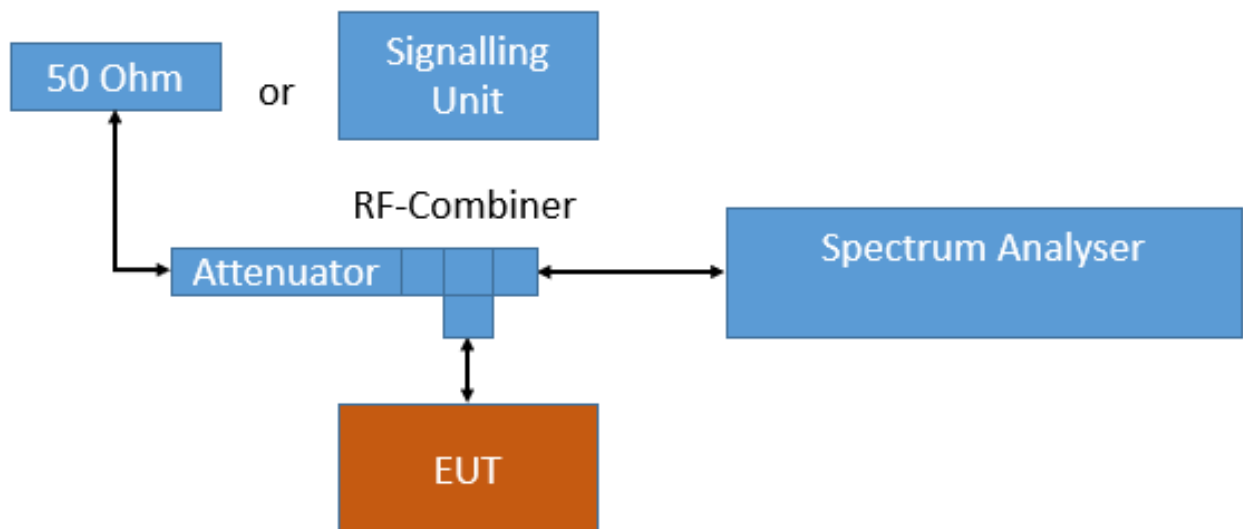 50 Ohm
or
Signalling
Unit
RF-Combiner
Attenuator
Spectrum Analyser
EUT